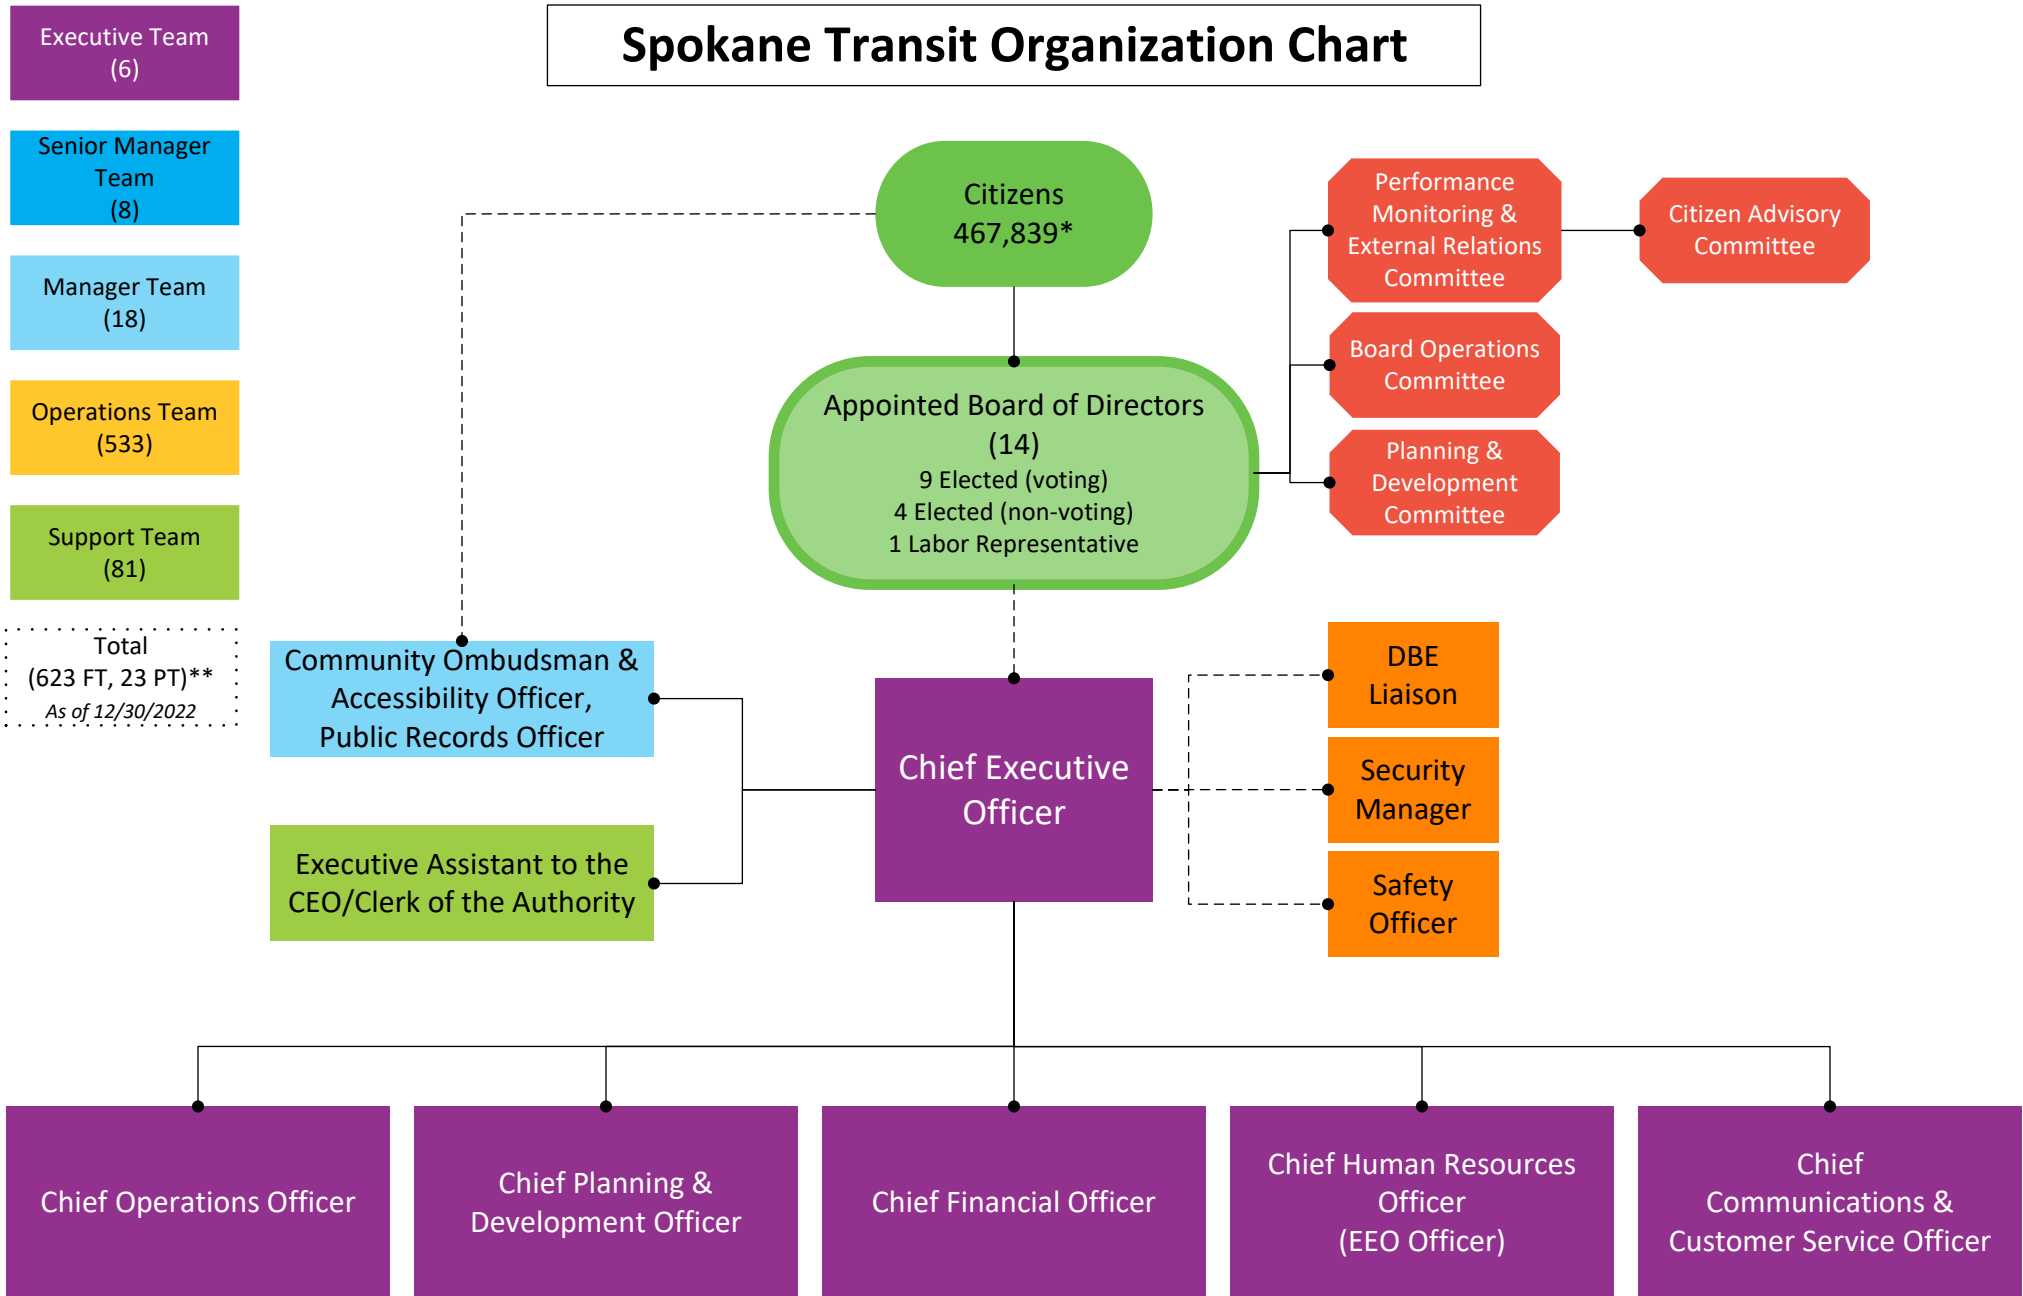 Spokane Transit Organization Chart
Executive Team
(6)
Senior Manager
Team
(8)
Manager Team
(18)
Operations Team
(533)
Support Team
(81)
Total
(623 FT, 23 PT)**
As of 12/30/2022
Citizens
467,839*
Performance
Monitoring &
External Relations
Committee
Citizen Advisory
Committee
Board Operations
Committee
Planning &
Development
Committee
Appointed Board of Directors
(14)
9 Elected (voting)
4 Elected (non-voting)
1 Labor Representative
Community Ombudsman &
Accessibility Officer,
Public Records Officer
Executive Assistant to the
CEO/Clerk of the Authority
Chief Executive
Officer
DBE
Liaison
Security
Manager
Safety
Officer
Chief Operations Officer
Chief Planning &
Development Officer
Chief Financial Officer
Chief Human Resources
Officer
(EEO Officer)
Chief
Communications &
Customer Service Officer